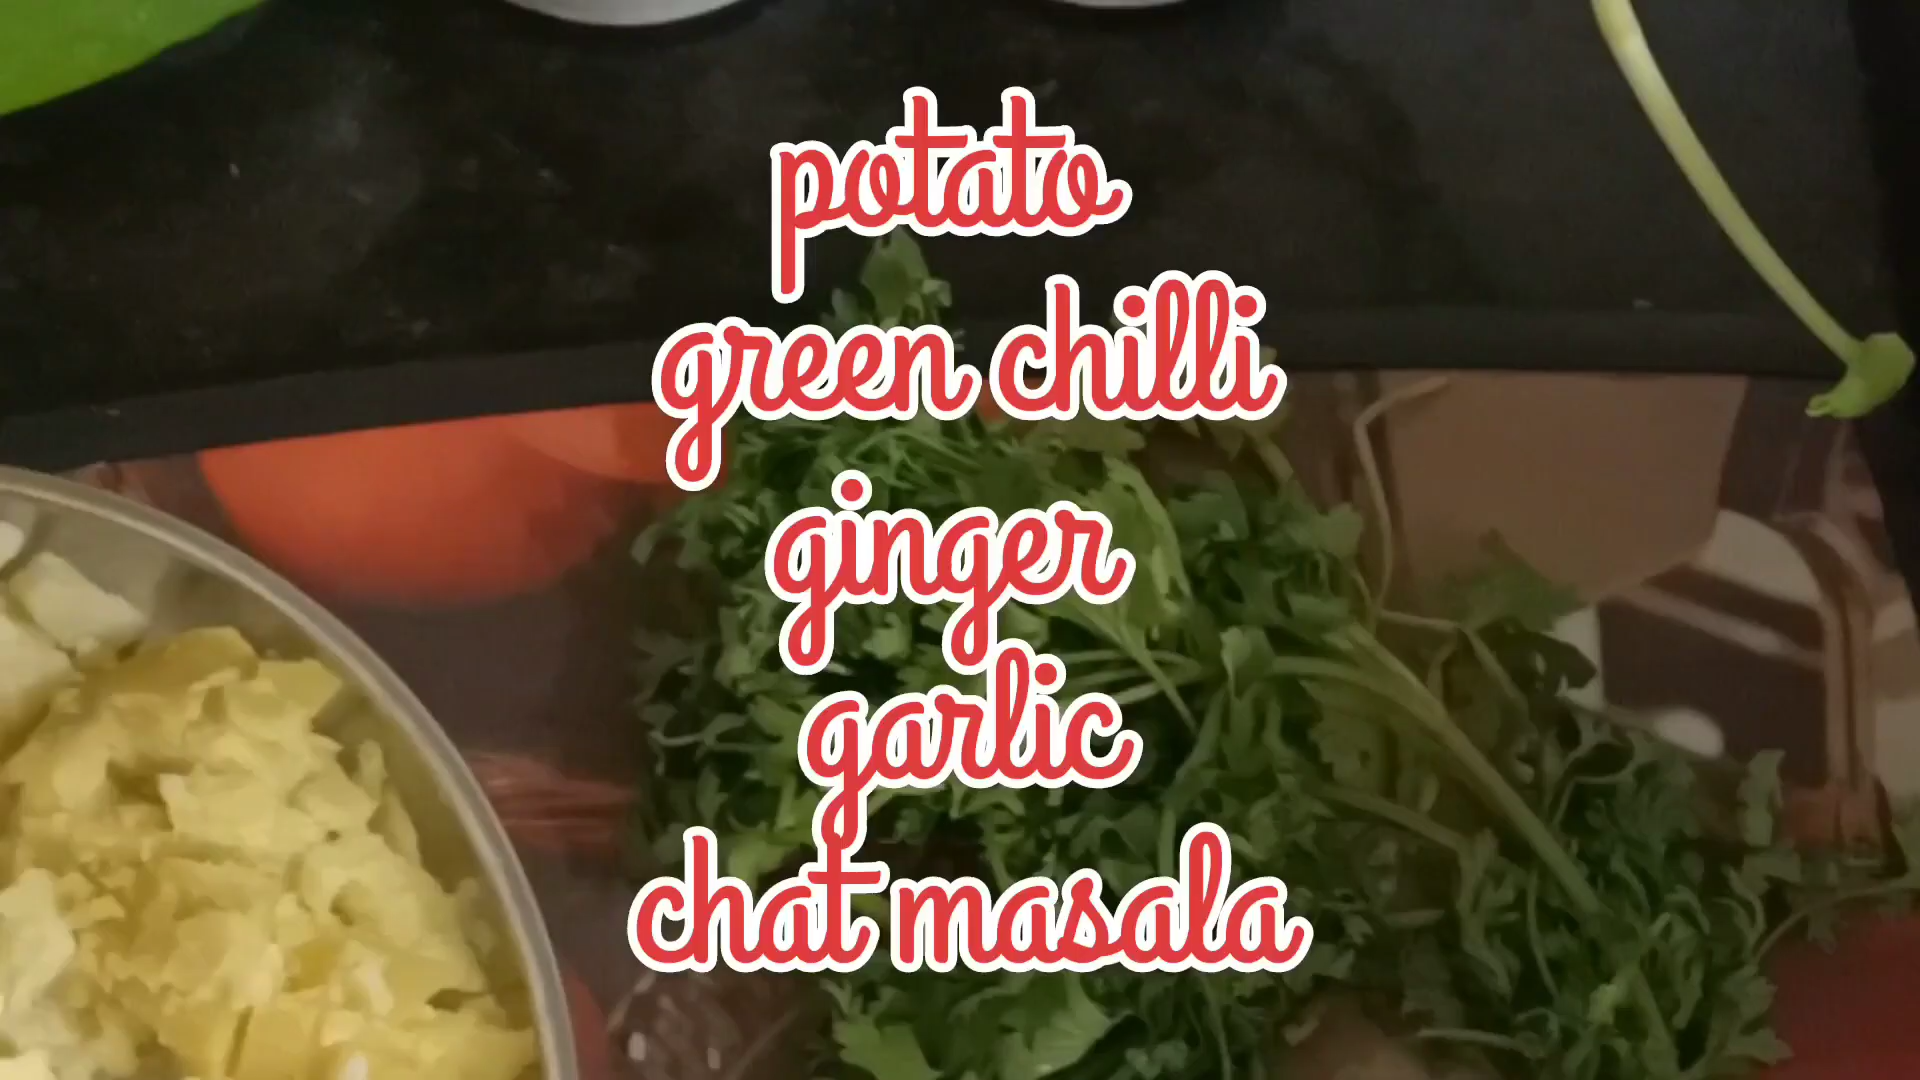 potato
green chilli
ginger
garlic
chat masala